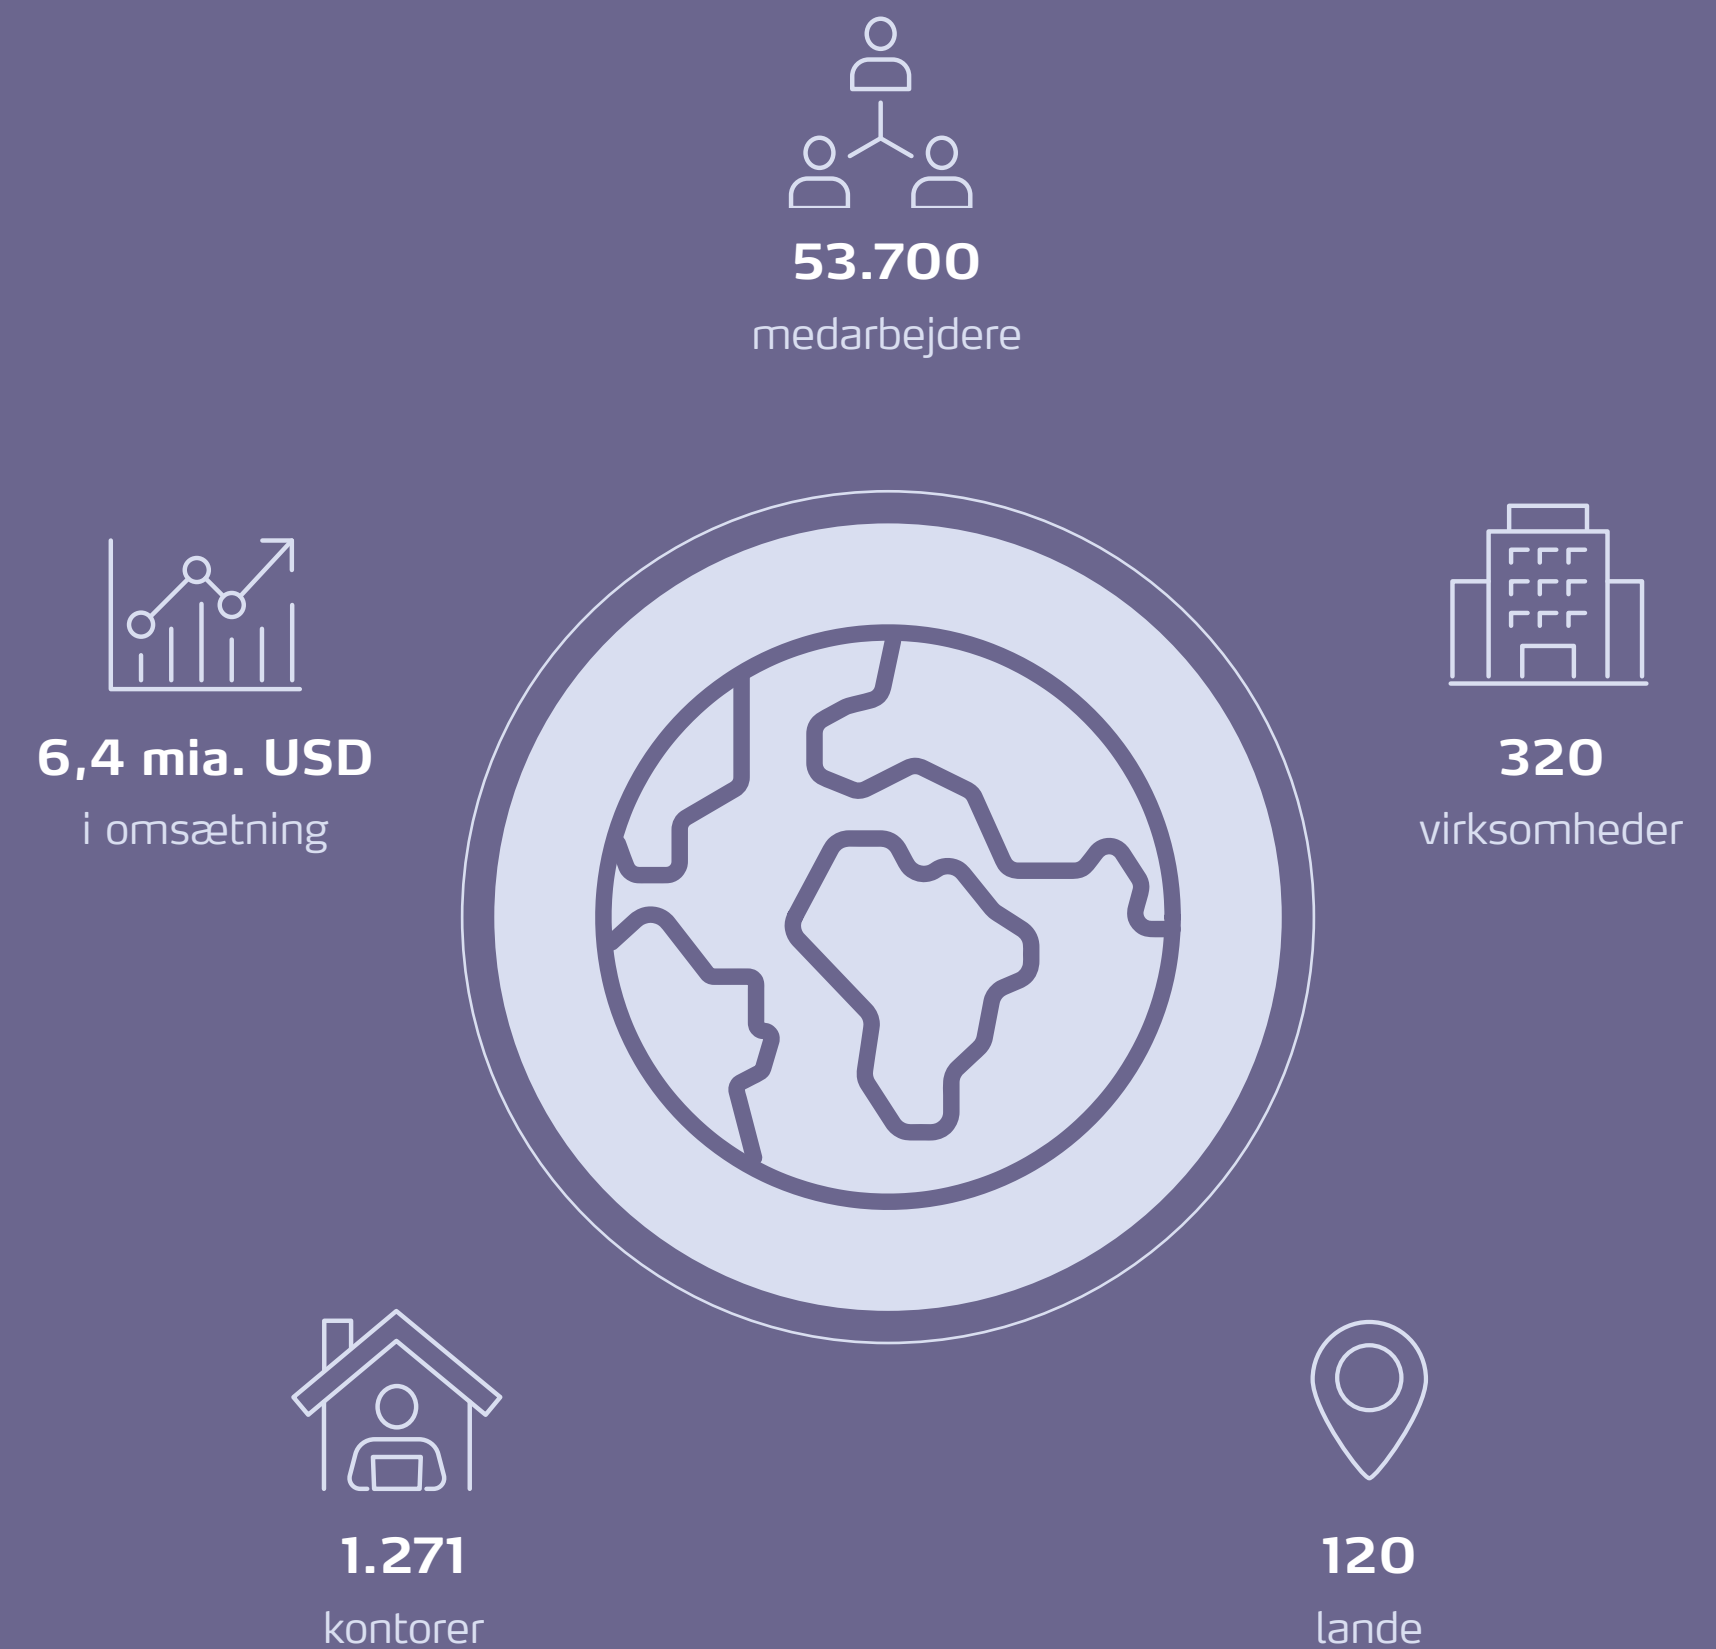 53.700
medarbejdere
6,4 mia. USD
i omsætning
320
virksomheder
1.271
kontorer
120
lande